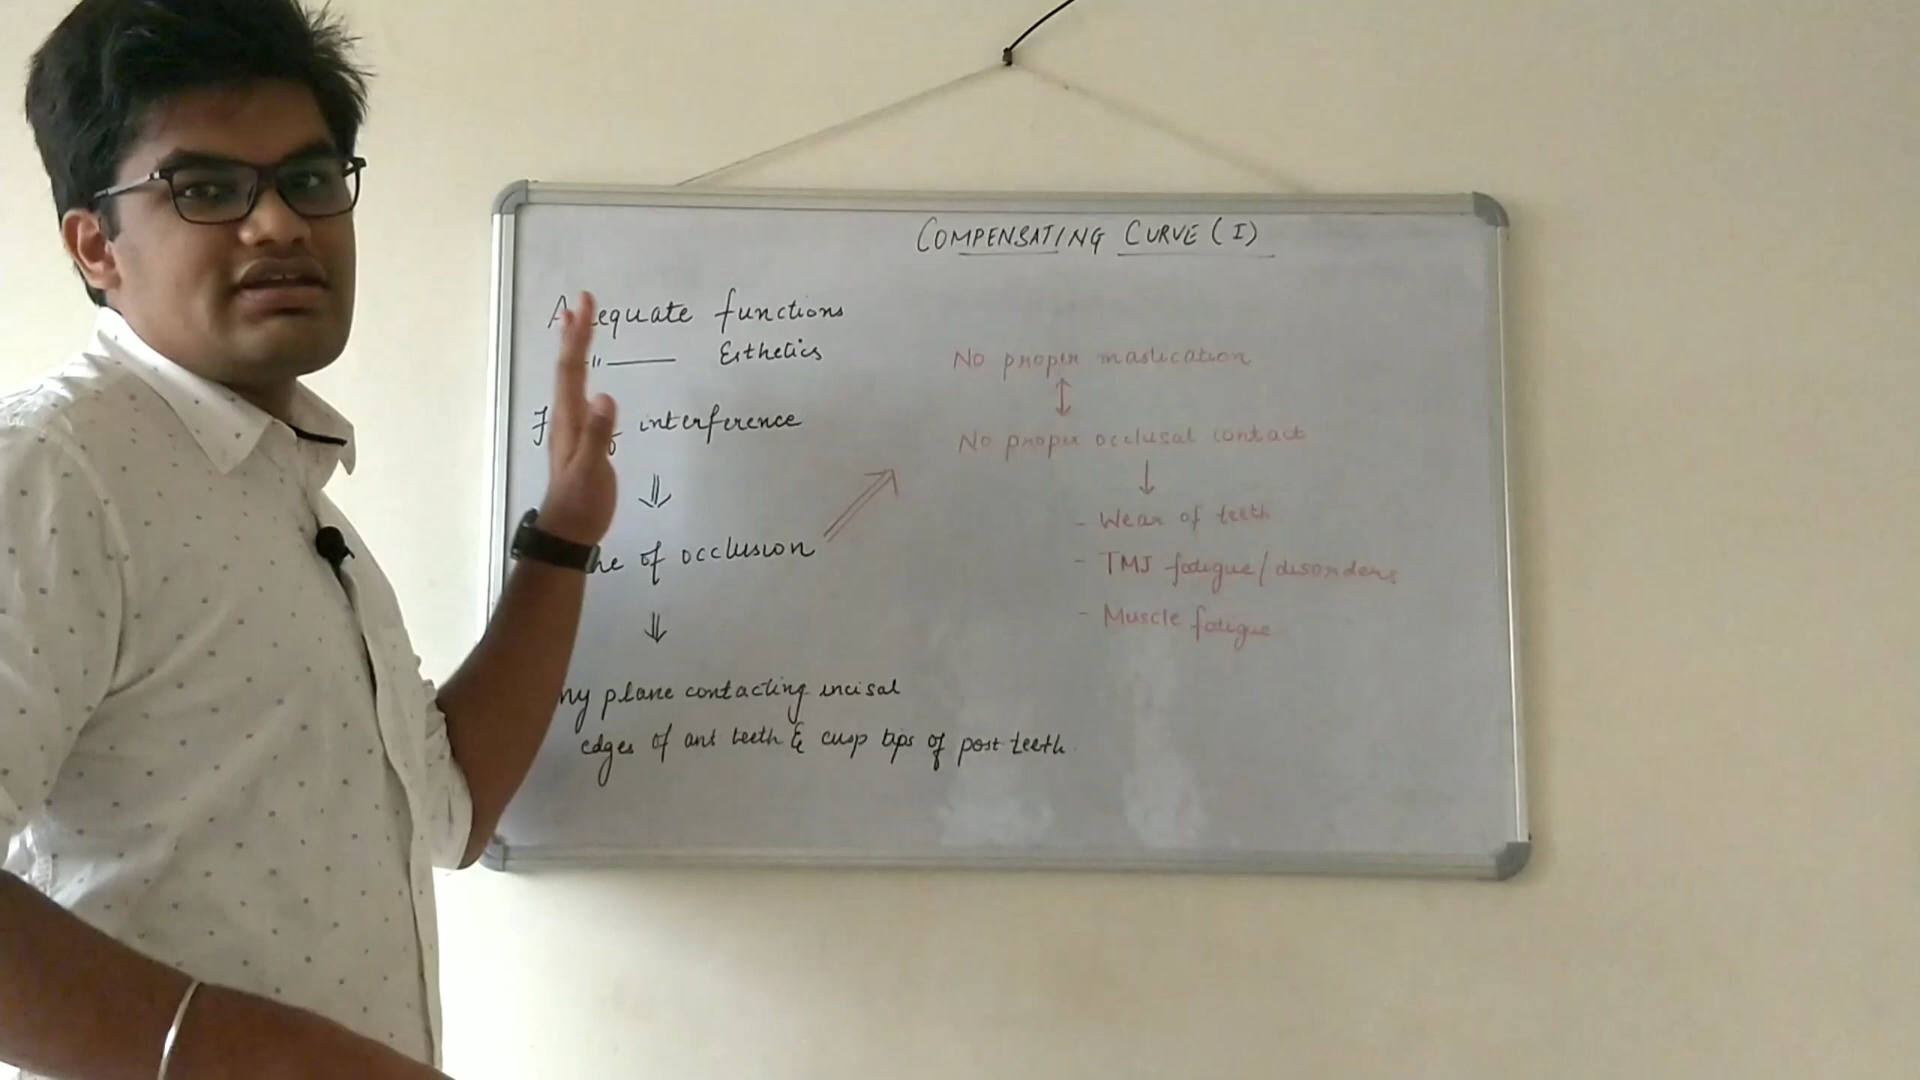 COMPENSATING CURVE (I)
Adequate functions
–〃– Esthetics
interference
⇓
of occlusion
⇓
plane contacting incisal
edges of ant teeth & cusp tips of post teeth
No proper mastication
↕
No proper occlusal contact
↓
- Wear of teeth
- TMJ fatigue/disorders
- Muscle fatigue